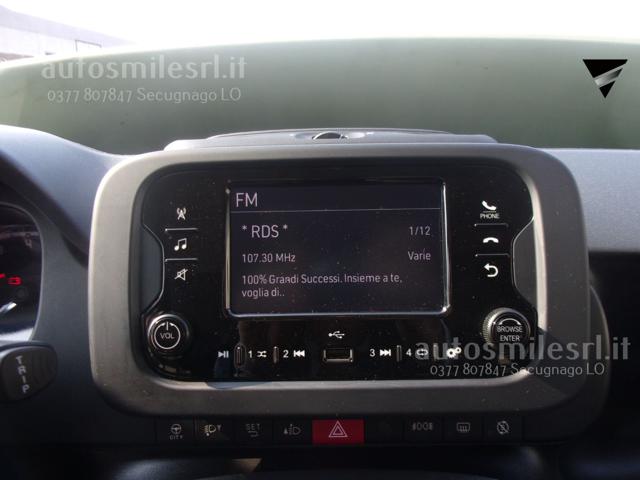 autosmilesrl.it
0377 807847 Secugnago LO
FM
* RDS *
1/12
107.30 MHz
Varie
100% Grandi Successi. Insieme a te,
voglia di..
PHONE
VOL
BROWSE
ENTER
1
2
3
4
autosmilesrl.it
0377 807847 Secugnago LO
TRIP
CITY
SET